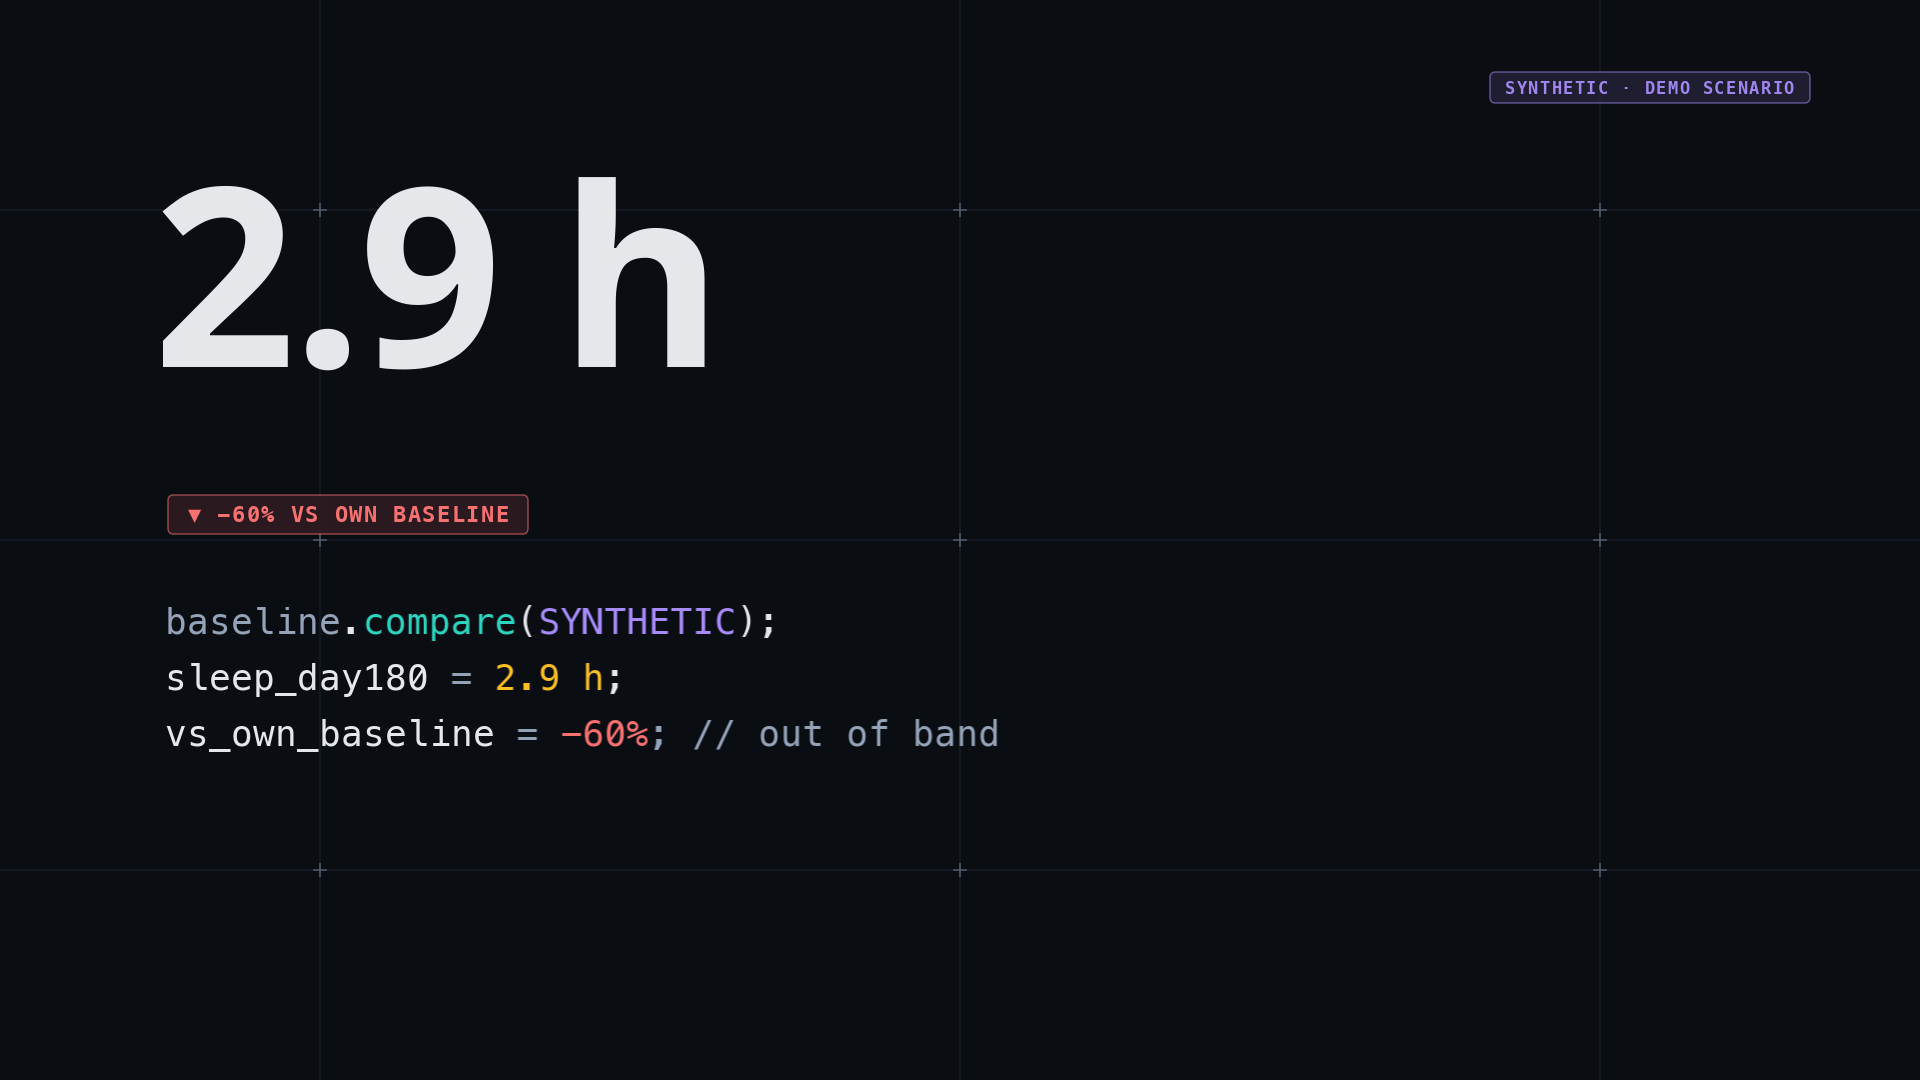 SYNTHETIC · DEMO SCENARIO
2.9 h
▼ −60% VS OWN BASELINE
baseline.compare(SYNTHETIC);
sleep_day180 = 2.9 h;
vs_own_baseline = −60%; // out of band